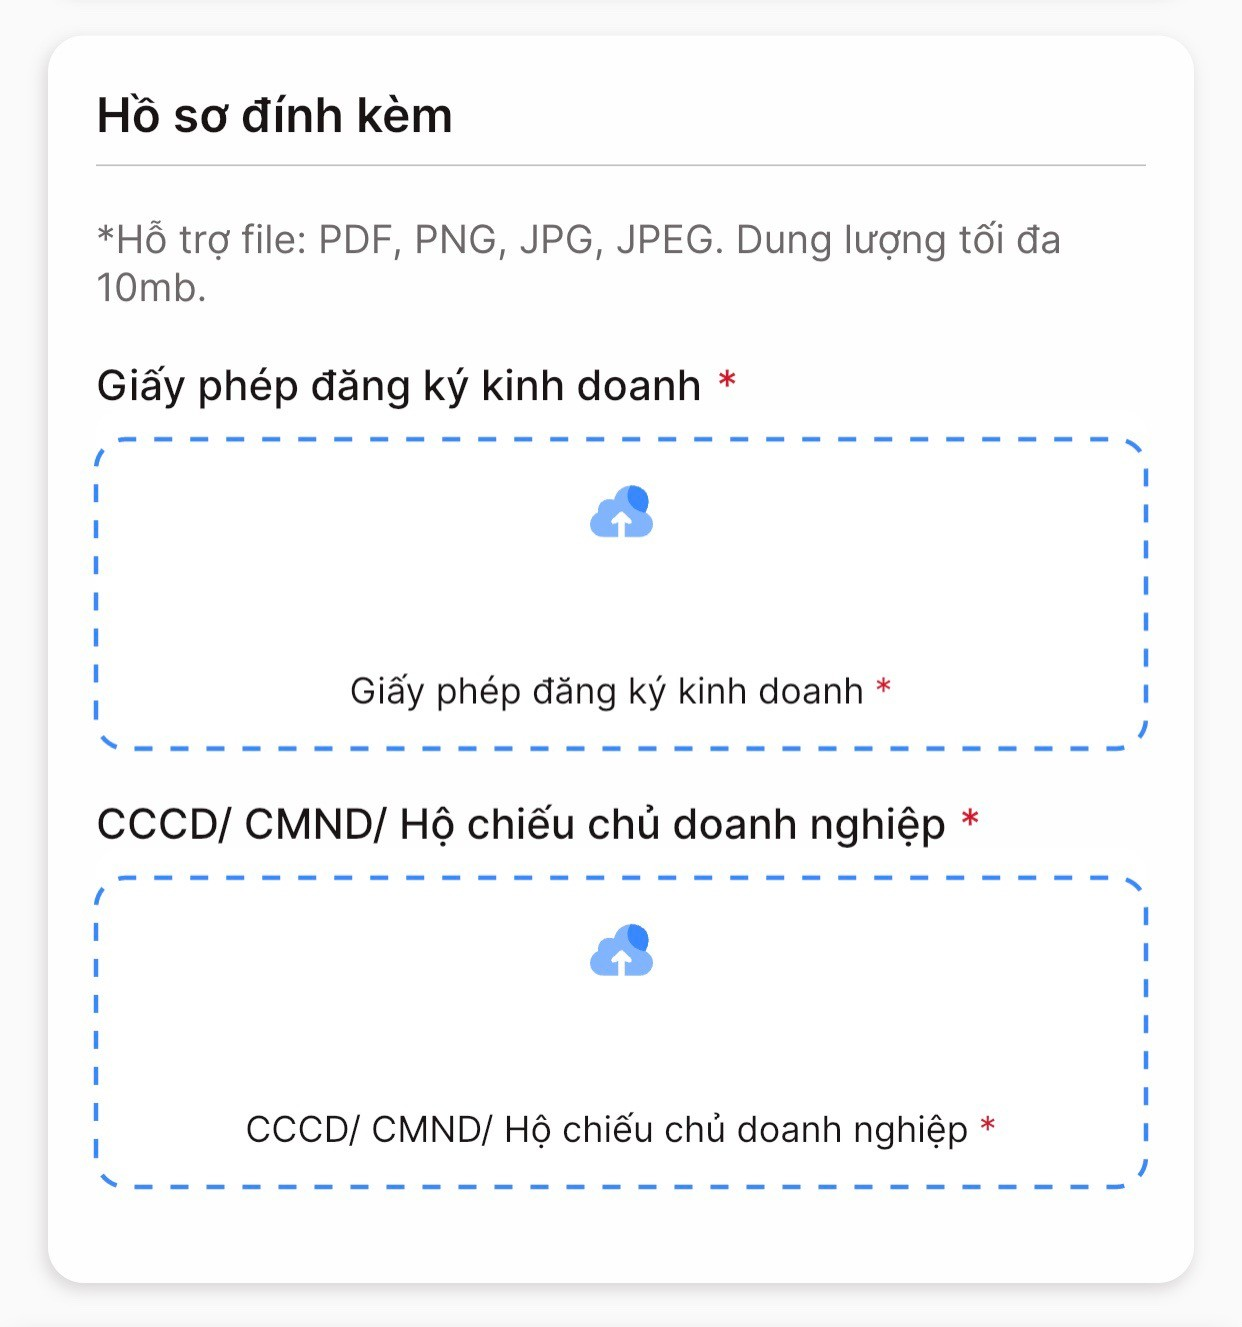 Hồ sơ đính kèm
*Hỗ trợ file: PDF, PNG, JPG, JPEG. Dung lượng tối đa
10mb.
Giấy phép đăng ký kinh doanh *
Giấy phép đăng ký kinh doanh *
CCCD/ CMND/ Hộ chiếu chủ doanh nghiệp *
CCCD/ CMND/ Hộ chiếu chủ doanh nghiệp *